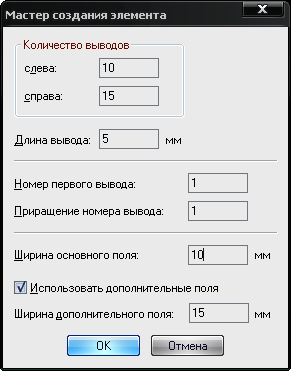 Мастер создания элемента
Количество выводов
слева: 10
справа: 15
Длина вывода: 5 мм
Номер первого вывода: 1
Приращение номера вывода: 1
Ширина основного поля: 10 мм
Использовать дополнительные поля
Ширина дополнительного поля: 15 мм
OK Отмена